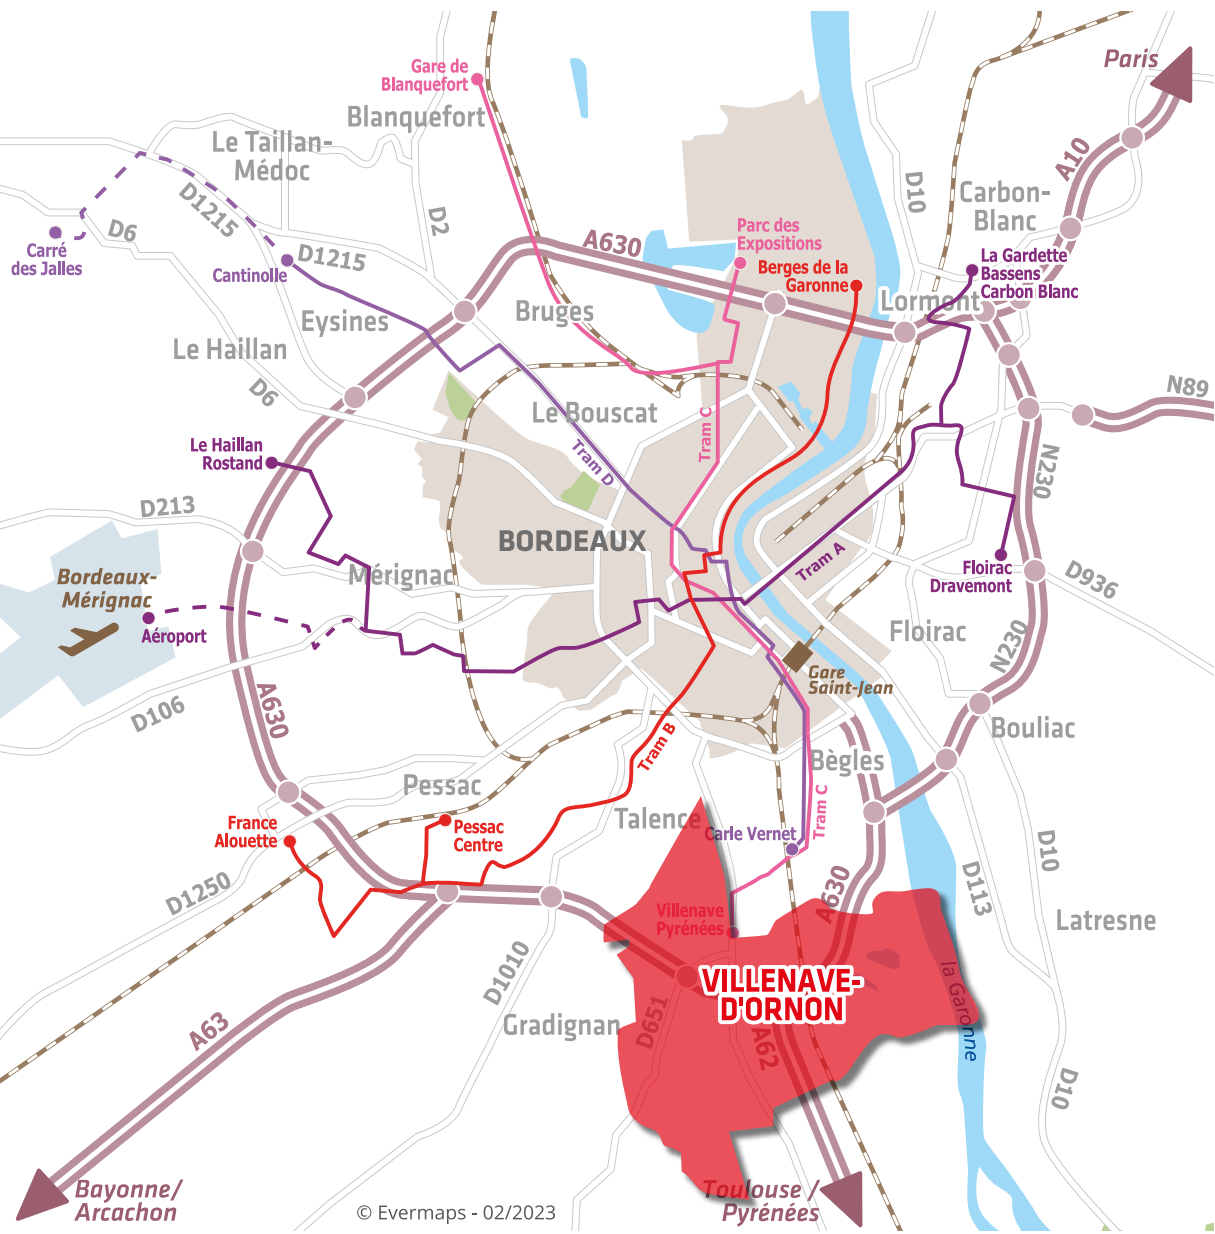 Paris
Gare de
Blanquefort
Blanquefort
A10
Le Taillan-
Médoc
D1215
D2
D10
Carbon-
Blanc
D6
Carré
des Jalles
Cantinolle
D1215
A630
Parc des
Expositions
Berges de la
Garonne
La Gardette
Bassens
Carbon Blanc
Lormont
Eysines
Bruges
Le Haillan
D6
N89
Le Bouscat
Tram C
Tram D
Le Haillan
Rostand
N230
D213
BORDEAUX
Mérignac
Tram A
Floirac
Dravemont
D936
Bordeaux-
Mérignac
Aéroport
Floirac
N230
Gare
Saint-Jean
D106
A630
Tram B
Bouliac
Bègles
Pessac
Talence
Tram C
France
Alouette
Pessac
Centre
Carle Vernet
D10
D1250
A630
D113
Villenave
Pyrénées
Latresne
D1010
VILLENAVE-
D'ORNON
la Garonne
Gradignan
D651
A62
A63
D10
Bayonne/
Arcachon
Toulouse /
Pyrénées
© Evermaps - 02/2023